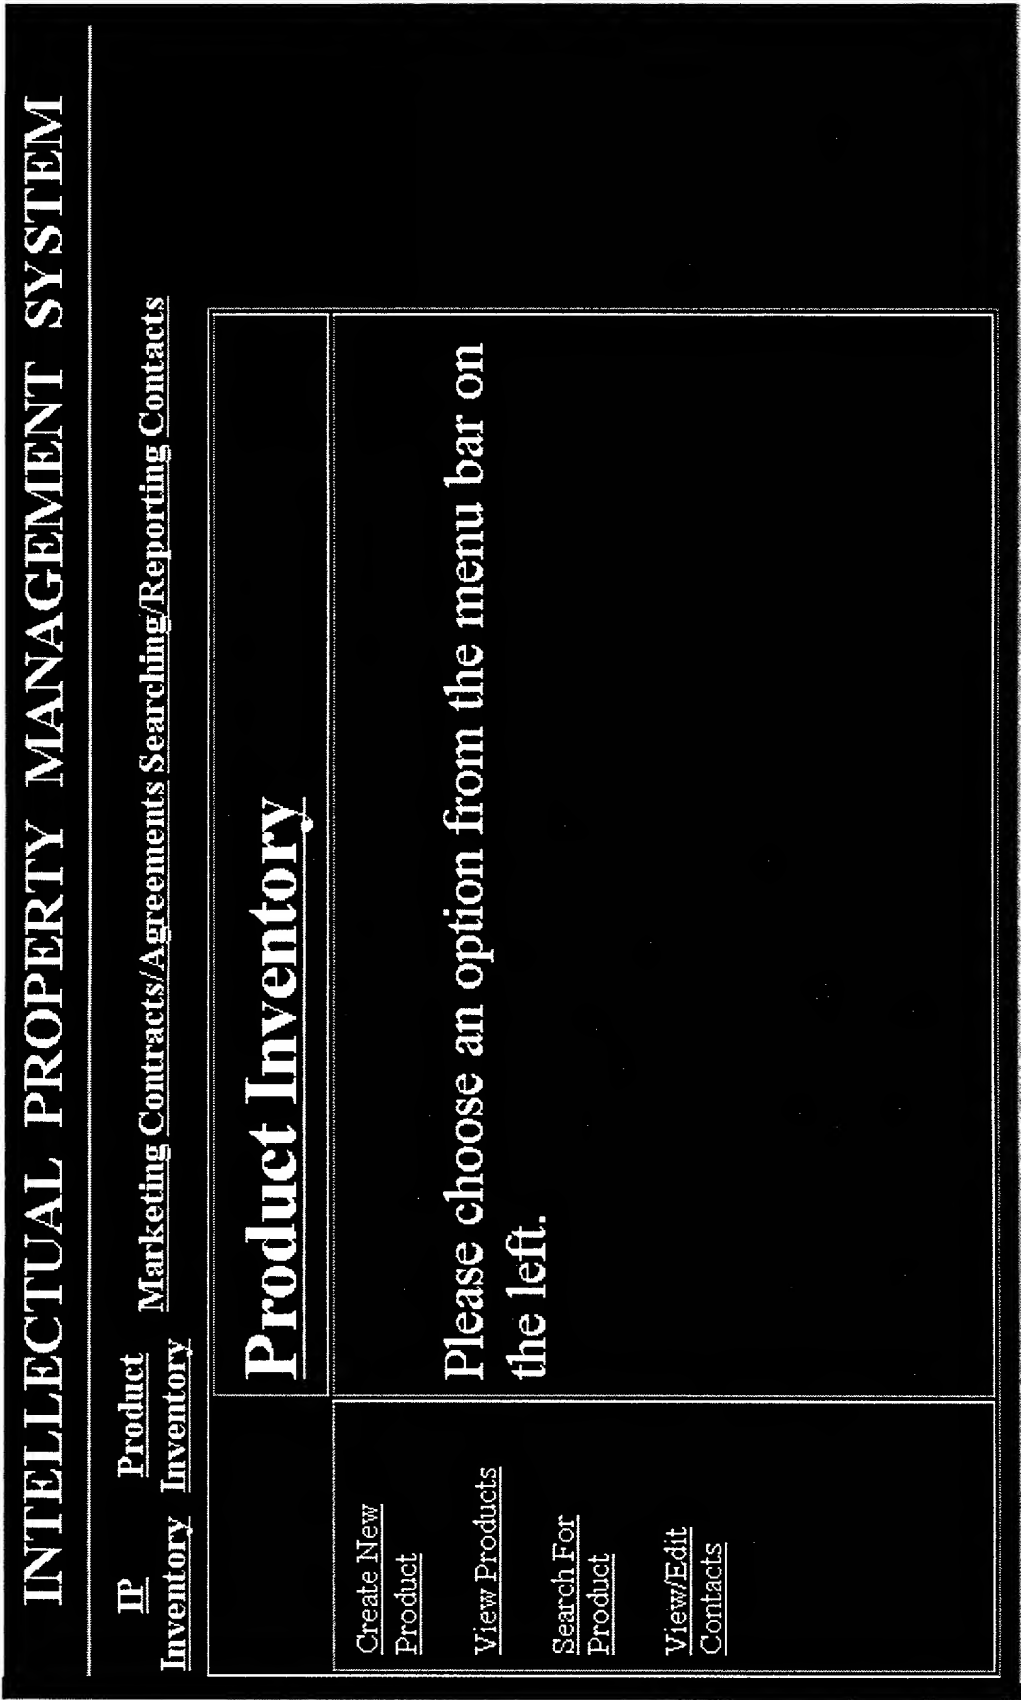 INTELLECTUAL PROPERTY MANAGEMENT SYSTEM
IP Inventory
Product Inventory
Marketing Contracts/Agreements Searching/Reporting Contacts
Product Inventory
Create New
Product
View Products
Search For
Product
View/Edit
Contacts
Please choose an option from the menu bar on
the left.